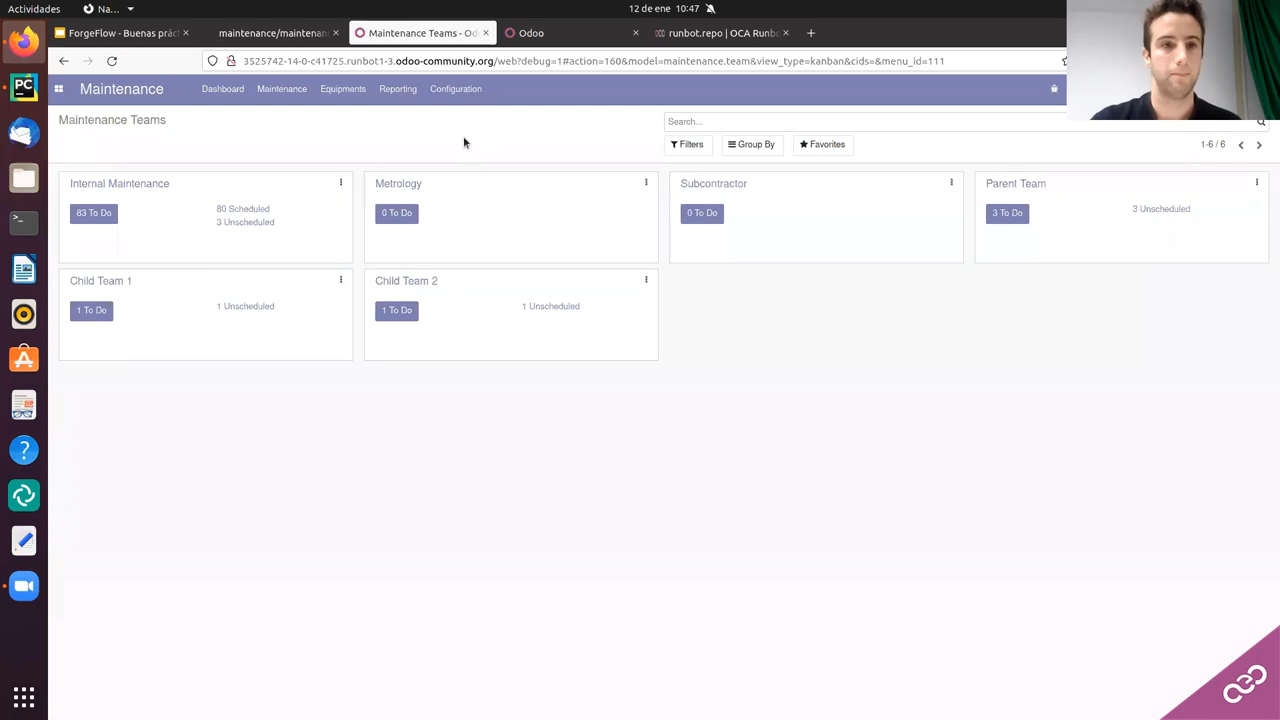 Actividades
Na...
12 de ene 10:47
ForgeFlow - Buenas prác
maintenance/maintenan
Maintenance Teams - Odo
Odoo
runbot.repo | OCA Runbo
3525742-14-0-c41725.runbot1-3.odoo-community.org/web?debug=1#action=160&model=maintenance.team&view_type=kanban&cids=&menu_id=111
Maintenance Dashboard Maintenance Equipments Reporting Configuration
Maintenance Teams
Search...
Filters Group By Favorites
1-6 / 6
Internal Maintenance
83 To Do
80 Scheduled
3 Unscheduled
Metrology
0 To Do
Subcontractor
0 To Do
Parent Team
3 To Do
3 Unscheduled
Child Team 1
1 To Do
1 Unscheduled
Child Team 2
1 To Do
1 Unscheduled